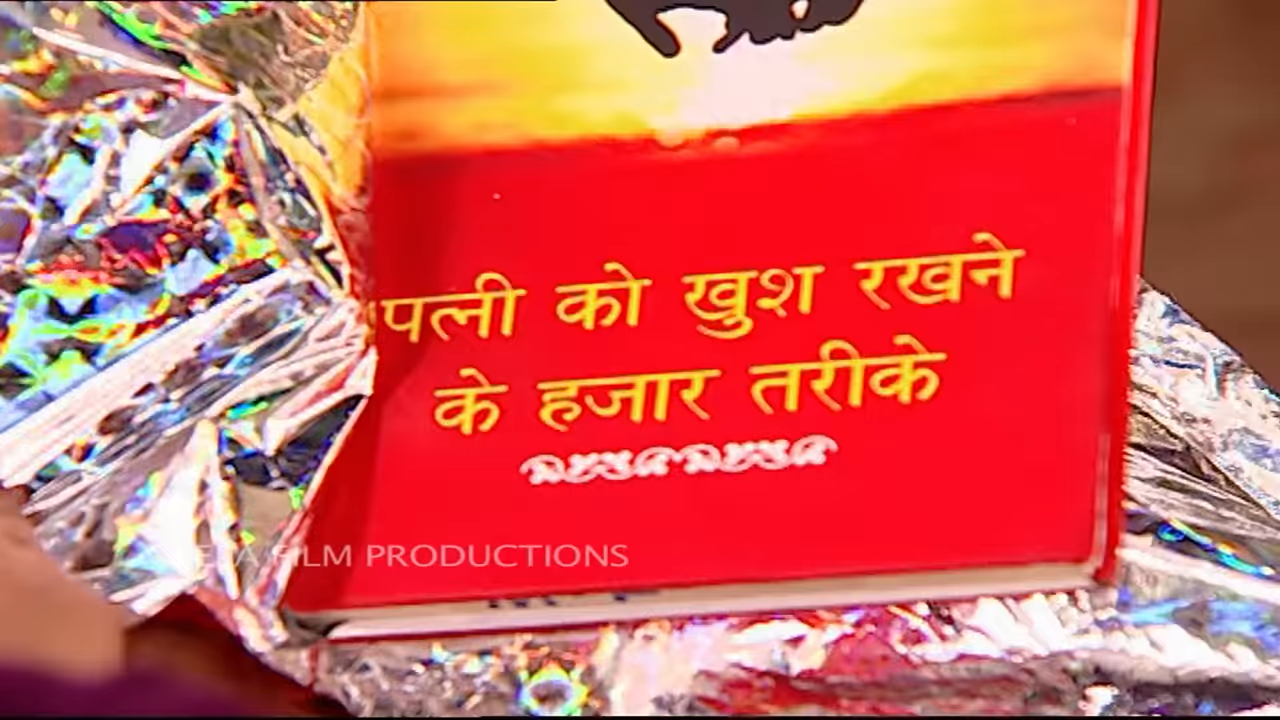 पत्नी को खुश रखने
के हजार तरीके
FILM PRODUCTIONS